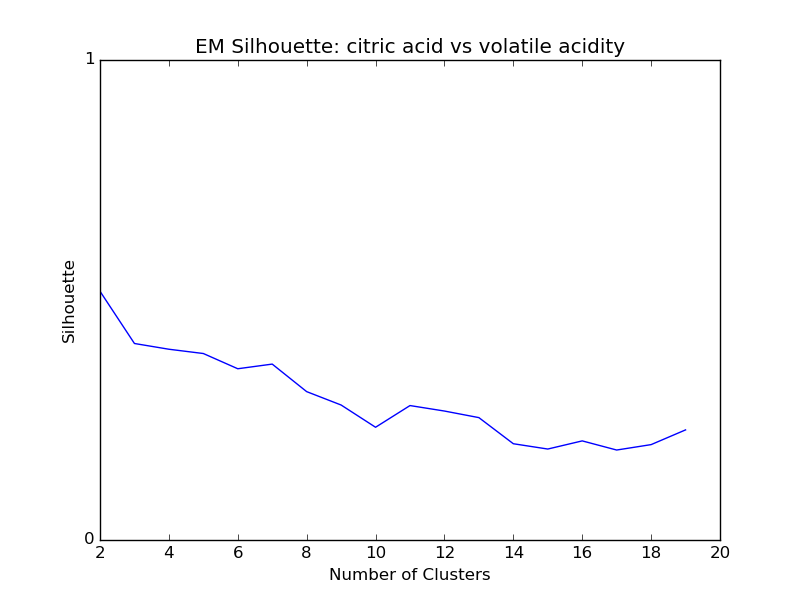 EM Silhouette: citric acid vs volatile acidity
1
Silhouette
0
2 4 6 8 10 12 14 16 18 20
Number of Clusters